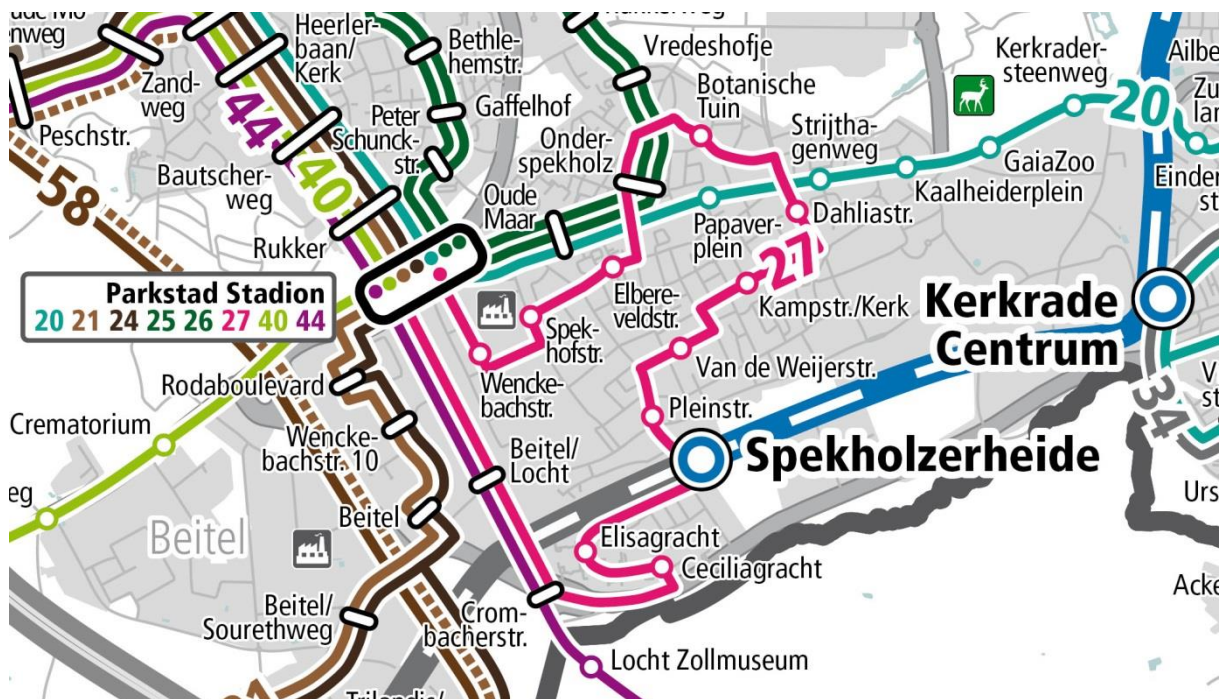 Zand-
weg
Peschstr.
Heerler-
baan/
Kerk
Bethle-
hemstr.
Gaffelhof
Peter
Schunck-
str.
Vredeshofje
Botanische
Tuin
Kerkrader-
steenweg
20
44
40
58
Bautscher-
weg
Rukker
Oude
Maar
Onder-
spekholz
Strijtha-
genweg
GaiaZoo
Kaalheiderplein
Papaver-
plein
Dahliastr.
27
Parkstad Stadion
20 21 24 25 26 27 40 44
Spek-
hofstr.
Elbere-
veldstr.
Kampstr./Kerk
Kerkrade
Centrum
Wencke-
bachstr.
Van de Weijerstr.
Pleinstr.
34
Rodaboulevard
Crematorium
Wencke-
bachstr. 10
Beitel/
Locht
Spekholzerheide
Beitel
Beitel
Elisagracht
Ceciliagracht
Beitel/
Sourethweg
Crom-
bacherstr.
Locht Zollmuseum